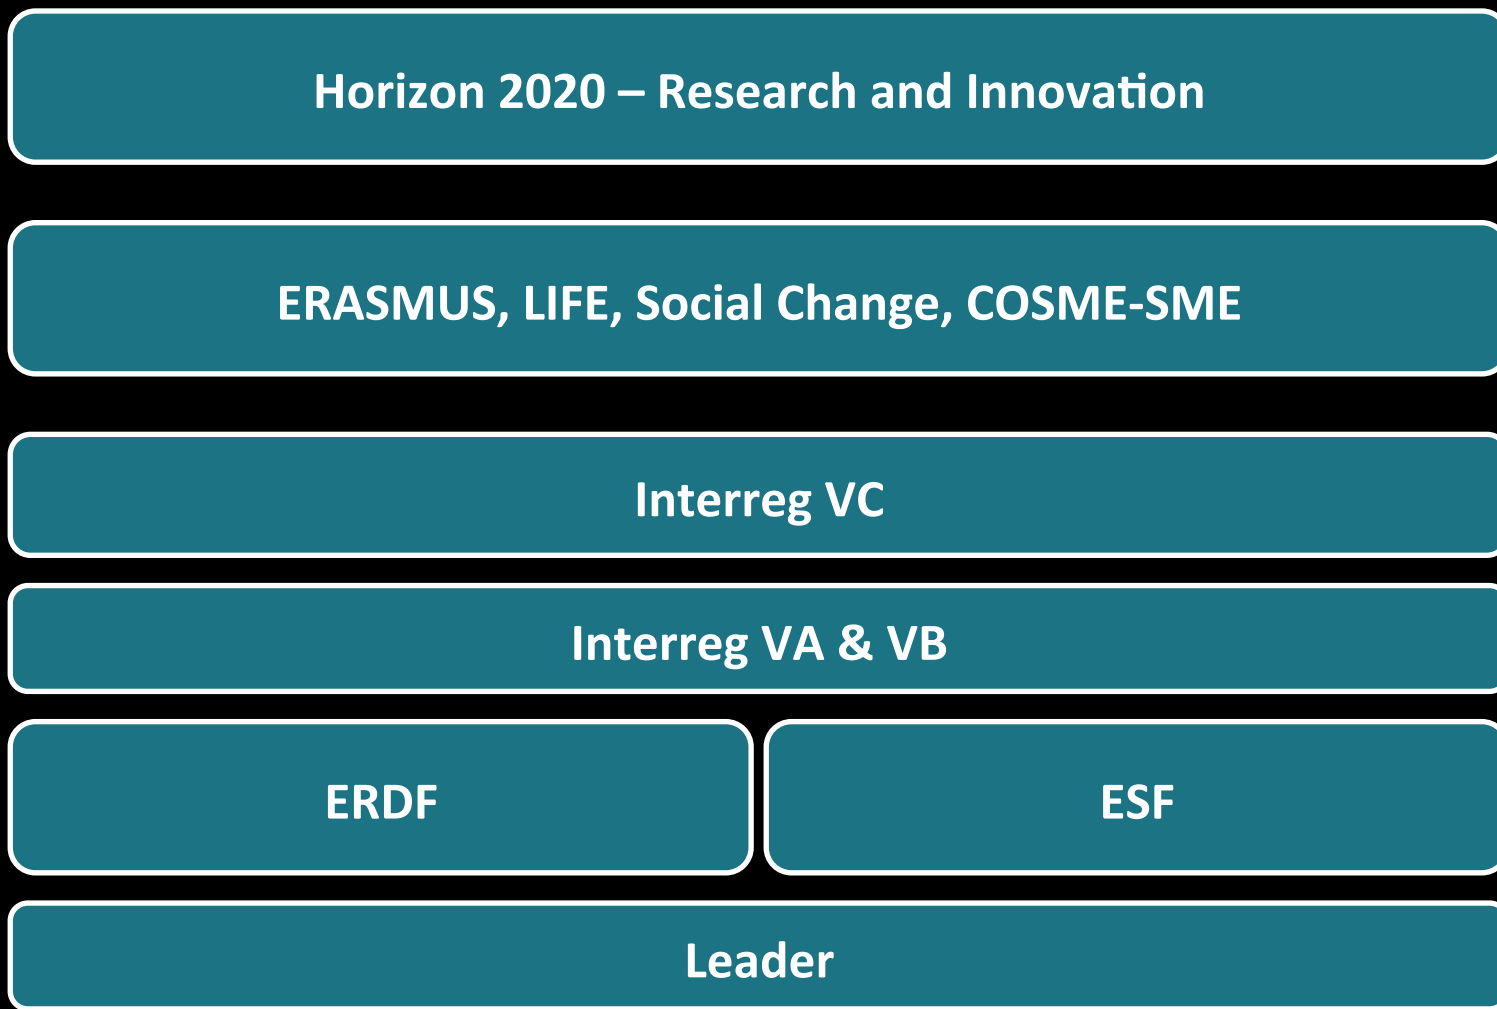 Horizon 2020 – Research and Innovation
ERASMUS, LIFE, Social Change, COSME-SME
Interreg VC
Interreg VA & VB
ERDF
ESF
Leader